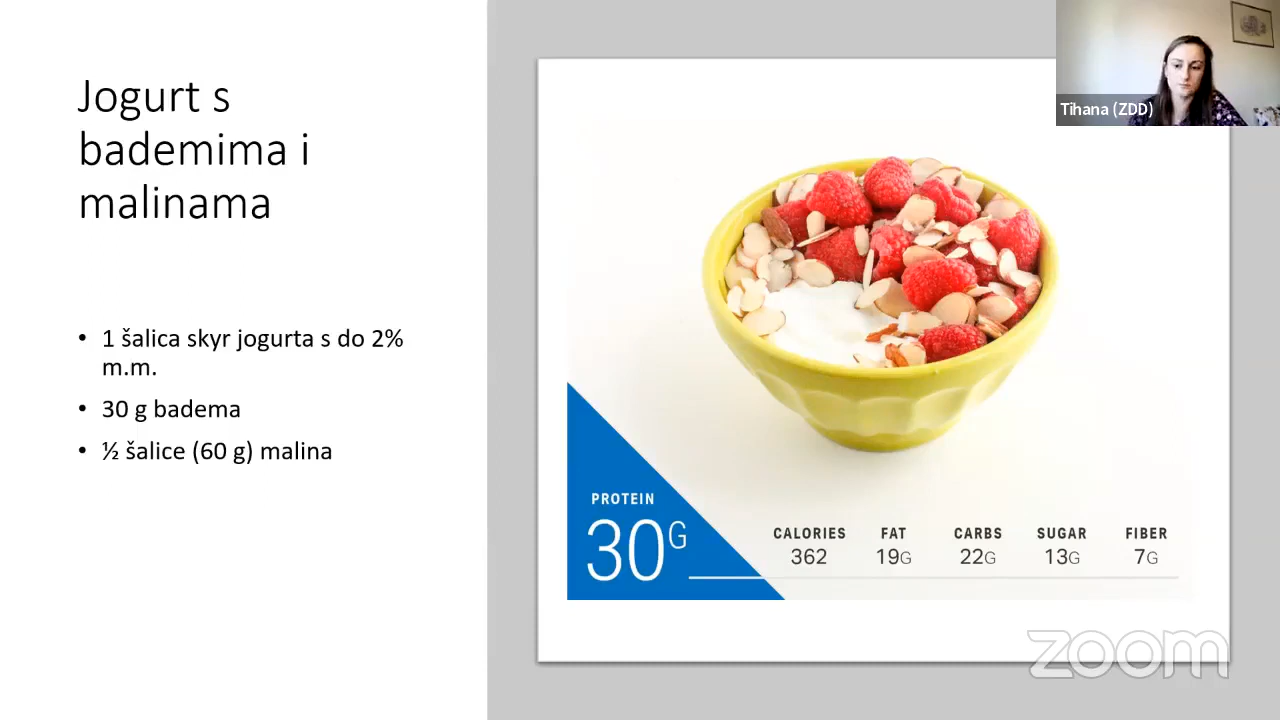 Jogurt s
bademima i
malinama
• 1 šalica skyr jogurta s do 2%
m.m.
• 30 g badema
• ½ šalice (60 g) malina
Tihana (ZDD)
PROTEIN
30G
CALORIES FAT CARBS SUGAR FIBER
362 19G 22G 13G 7G
zoom